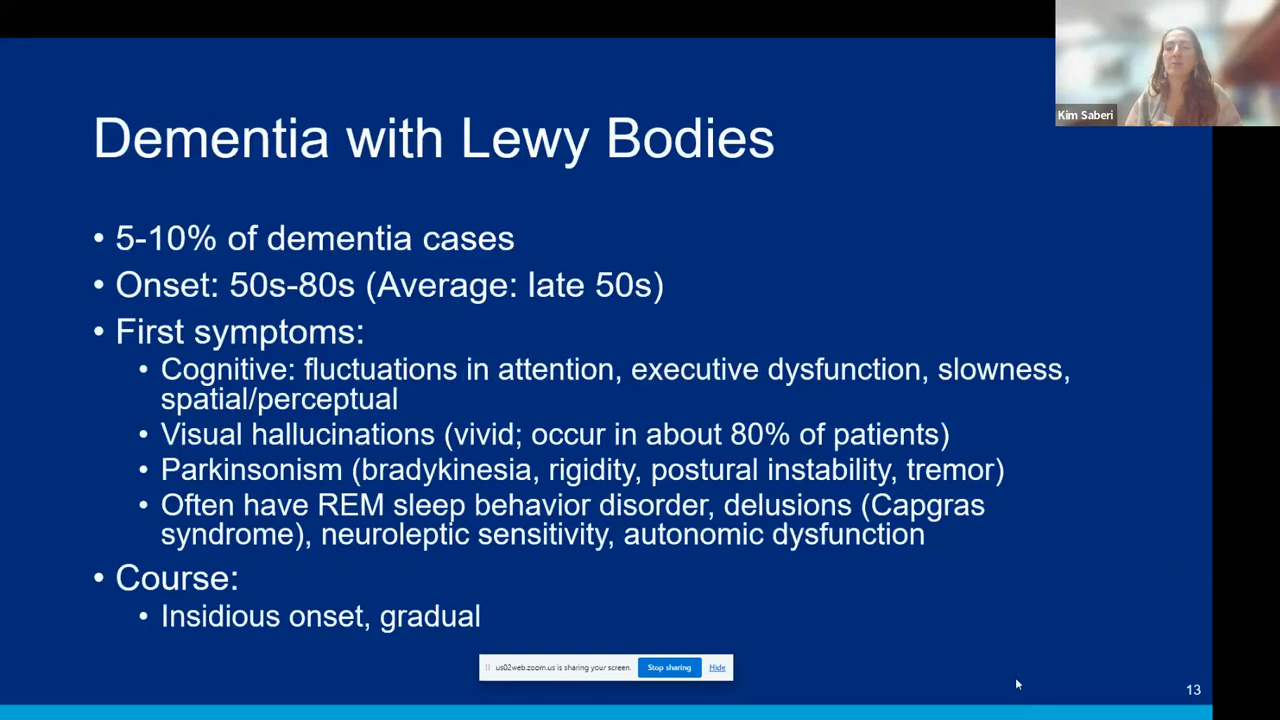 Kim Saberi
Dementia with Lewy Bodies
• 5-10% of dementia cases
• Onset: 50s-80s (Average: late 50s)
• First symptoms:
• Cognitive: fluctuations in attention, executive dysfunction, slowness,
spatial/perceptual
• Visual hallucinations (vivid; occur in about 80% of patients)
• Parkinsonism (bradykinesia, rigidity, postural instability, tremor)
• Often have REM sleep behavior disorder, delusions (Capgras
syndrome), neuroleptic sensitivity, autonomic dysfunction
• Course:
• Insidious onset, gradual
us02web.zoom.us is sharing your screen. Stop sharing Hide
13